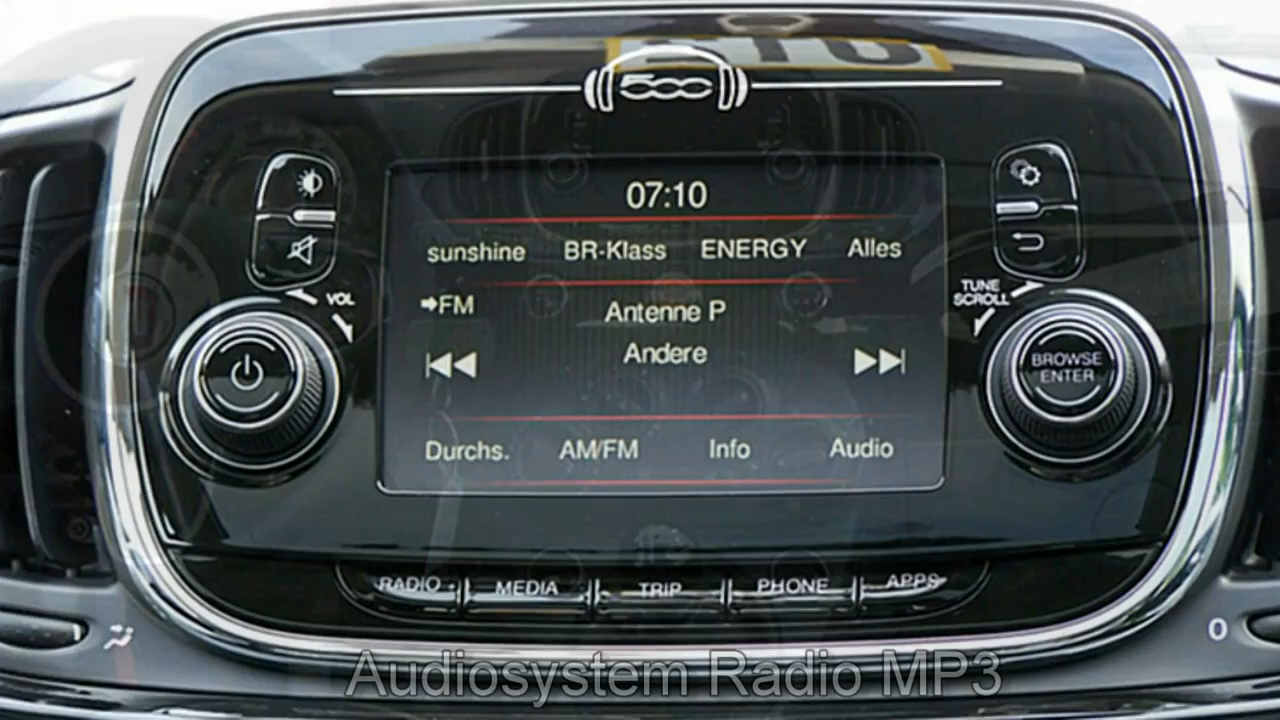 500
07:10
sunshine BR-Klass ENERGY Alles
FM
Antenne P
Andere
Durchs. AM/FM Info Audio
VOL
TUNE
SCROLL
BROWSE
ENTER
RADIO MEDIA TRIP PHONE APPS
0
Audiosystem Radio MP3